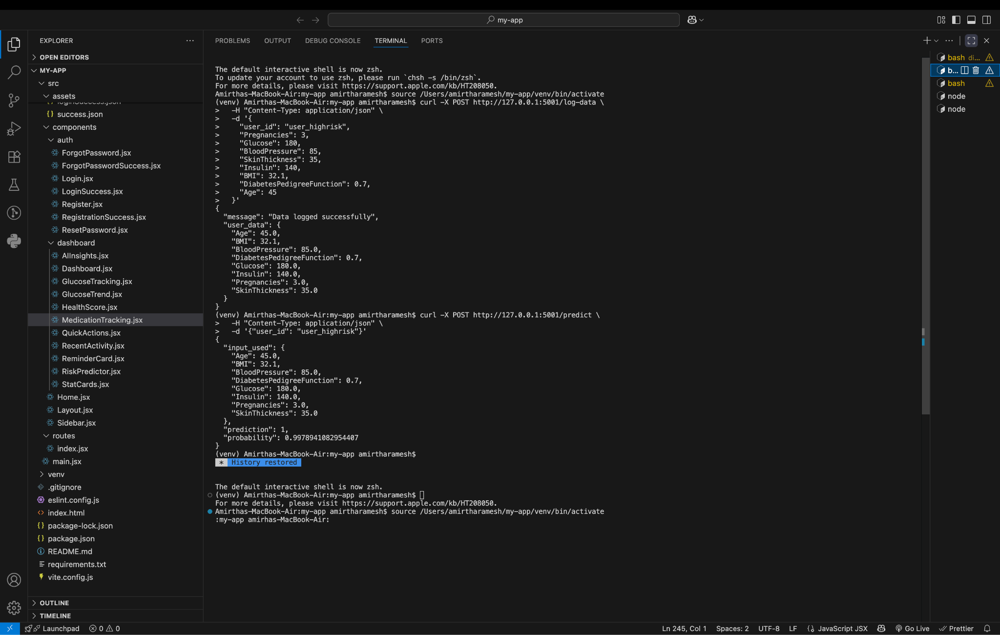 my-app
EXPLORER
OPEN EDITORS
MY-APP
src
assets
loginSuccess.json
success.json
components
auth
ForgotPassword.jsx
ForgotPasswordSuccess.jsx
Login.jsx
LoginSuccess.jsx
Register.jsx
RegistrationSuccess.jsx
ResetPassword.jsx
dashboard
AIInsights.jsx
Dashboard.jsx
GlucoseTracking.jsx
GlucoseTrend.jsx
HealthScore.jsx
MedicationTracking.jsx
QuickActions.jsx
RecentActivity.jsx
ReminderCard.jsx
RiskPredictor.jsx
StatCards.jsx
Home.jsx
Layout.jsx
Sidebar.jsx
routes
index.jsx
main.jsx
venv
.gitignore
eslint.config.js
index.html
package-lock.json
package.json
README.md
requirements.txt
vite.config.js
OUTLINE
TIMELINE
PROBLEMS OUTPUT DEBUG CONSOLE TERMINAL PORTS
The default interactive shell is now zsh.
To update your account to use zsh, please run `chsh -s /bin/zsh`.
For more details, please visit https://support.apple.com/kb/HT208050.
Amirthas-MacBook-Air:my-app amirtharamesh$ source /Users/amirtharamesh/my-app/venv/bin/activate
(venv) Amirthas-MacBook-Air:my-app amirtharamesh$ curl -X POST http://127.0.0.1:5001/log-data \
>   -H "Content-Type: application/json" \
>   -d '{
>     "user_id": "user_highrisk",
>     "Pregnancies": 3,
>     "Glucose": 180,
>     "BloodPressure": 85,
>     "SkinThickness": 35,
>     "Insulin": 140,
>     "BMI": 32.1,
>     "DiabetesPedigreeFunction": 0.7,
>     "Age": 45
>   }'
{
  "message": "Data logged successfully",
  "user_data": {
    "Age": 45.0,
    "BMI": 32.1,
    "BloodPressure": 85.0,
    "DiabetesPedigreeFunction": 0.7,
    "Glucose": 180.0,
    "Insulin": 140.0,
    "Pregnancies": 3.0,
    "SkinThickness": 35.0
  }
}
(venv) Amirthas-MacBook-Air:my-app amirtharamesh$ curl -X POST http://127.0.0.1:5001/predict \
>   -H "Content-Type: application/json" \
>   -d '{"user_id": "user_highrisk"}'
{
  "input_used": {
    "Age": 45.0,
    "BMI": 32.1,
    "BloodPressure": 85.0,
    "DiabetesPedigreeFunction": 0.7,
    "Glucose": 180.0,
    "Insulin": 140.0,
    "Pregnancies": 3.0,
    "SkinThickness": 35.0
  },
  "prediction": 1,
  "probability": 0.9978941082954407
}
(venv) Amirthas-MacBook-Air:my-app amirtharamesh$
* History restored
The default interactive shell is now zsh.
(venv) Amirthas-MacBook-Air:my-app amirtharamesh$
For more details, please visit https://support.apple.com/kb/HT208050.
Amirthas-MacBook-Air:my-app amirtharamesh$ source /Users/amirtharamesh/my-app/venv/bin/activate
:my-app amirhas-MacBook-Air:
bash di...
b...
bash
node
node
Launchpad 0 0
Ln 245, Col 1 Spaces: 2 UTF-8 LF JavaScript JSX Go Live Prettier